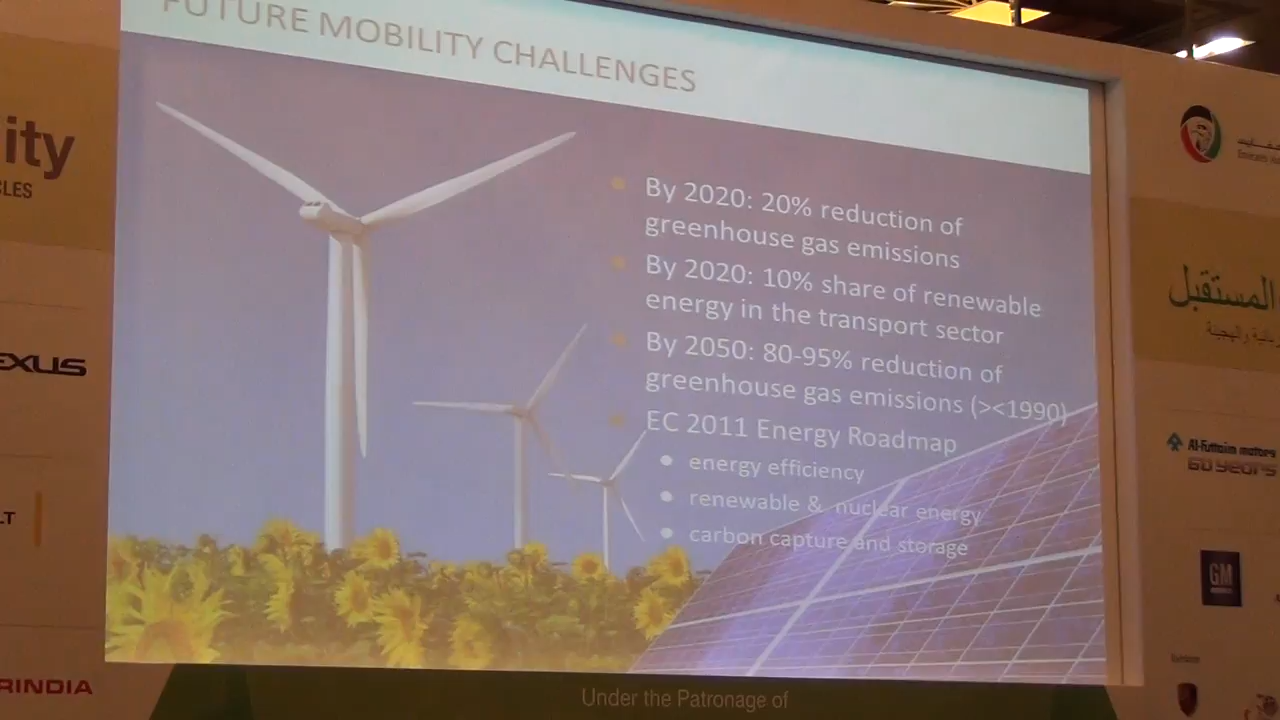 FUTURE MOBILITY CHALLENGES
By 2020: 20% reduction of
greenhouse gas emissions
By 2020: 10% share of renewable
energy in the transport sector
By 2050: 80-95% reduction of
greenhouse gas emissions (><1990)
EC 2011 Energy Roadmap
energy efficiency
renewable & nuclear energy
carbon capture and storage
Under the Patronage of
ity
CLES
EXUS
LT
RINDIA
Emirates
المستقبل
Al-Futtaim motors
60 years
GM